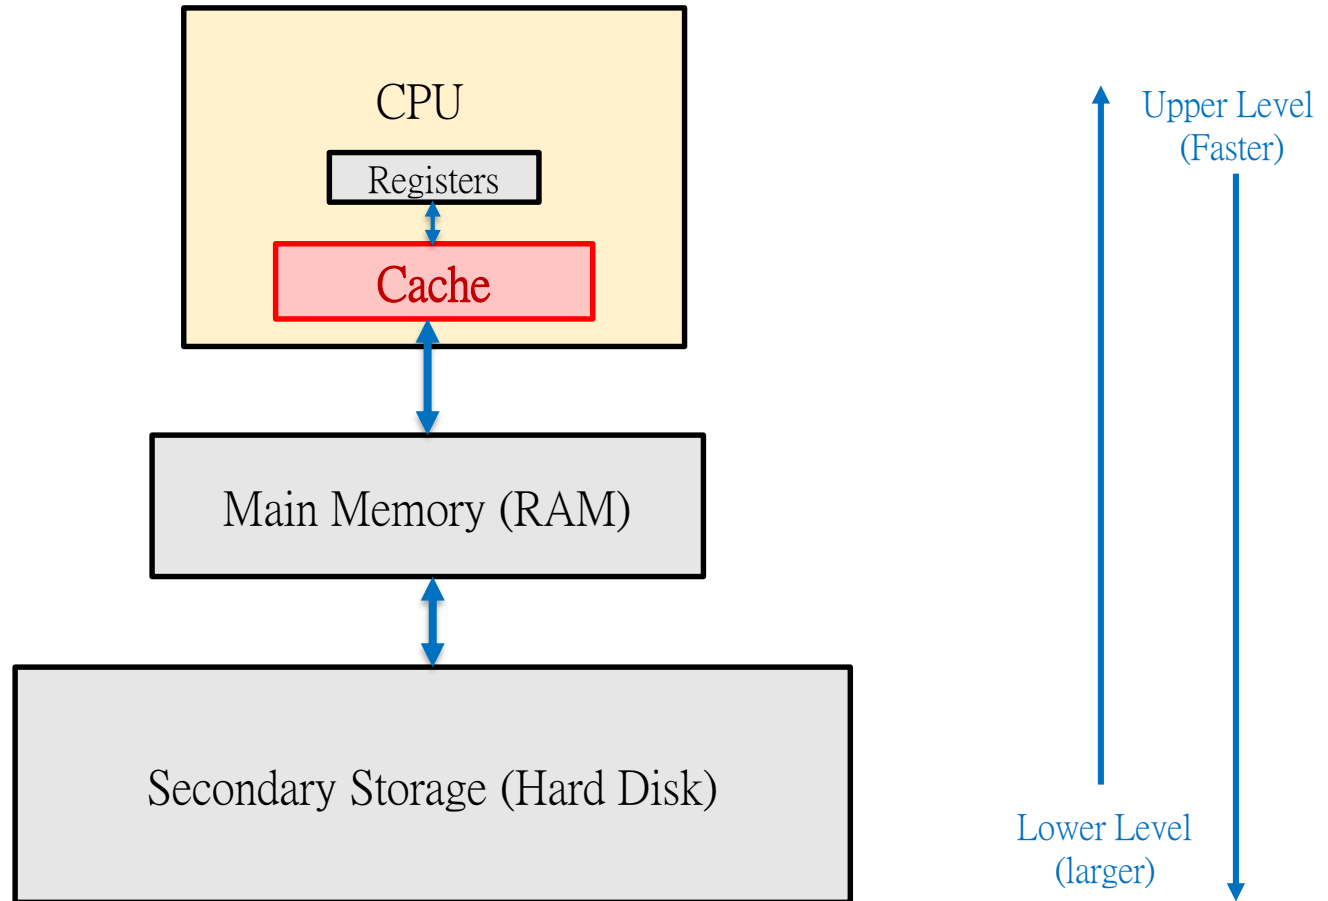 CPU
Registers
Cache
Main Memory (RAM)
Secondary Storage (Hard Disk)
Upper Level
(Faster)
Lower Level
(larger)